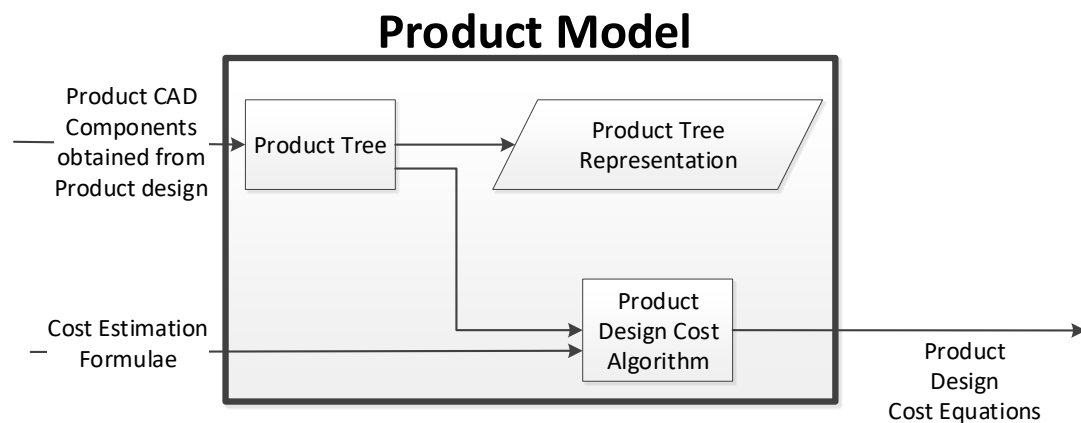 Product Model
Product CAD
Components
obtained from
Product design
Product Tree
Product Tree
Representation
Cost Estimation
Formulae
Product
Design Cost
Algorithm
Product
Design
Cost Equations